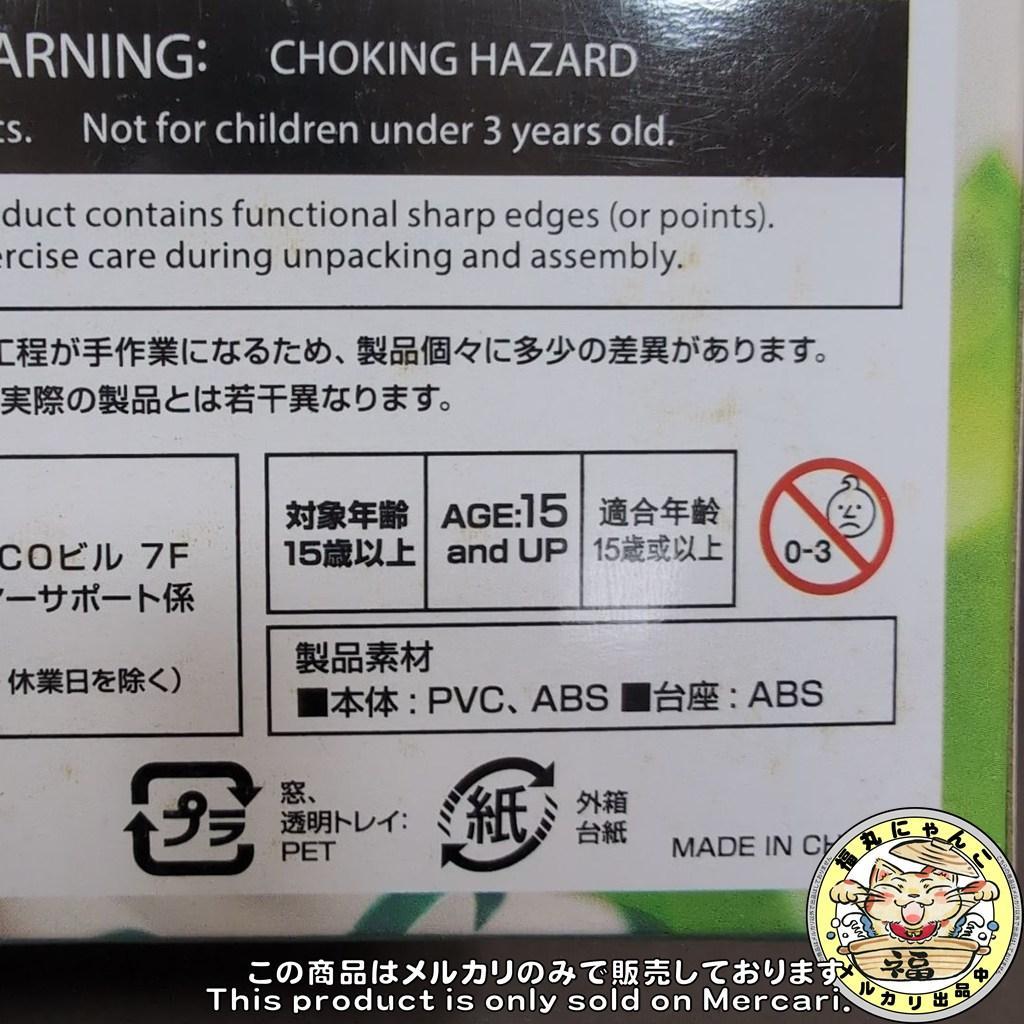 ARNING: CHOKING HAZARD
ts. Not for children under 3 years old.
duct contains functional sharp edges (or points).
ercise care during unpacking and assembly.
工程が手作業になるため、製品個々に多少の差異があります。
実際の製品とは若干異なります。
COビル 7F
ーサポート係
休業日を除く)
対象年齢
15歳以上
AGE:15
and UP
適合年齢
15歳或以上
0-3
製品素材
■本体:PVC、ABS ■台座:ABS
プラ
窓、
透明トレイ:
PET
紙
外箱
台紙
MADE IN CH
福丸にゃんこ
福
メルカリ出品中
この商品はメルカリのみで販売しております。
This product is only sold on Mercari.